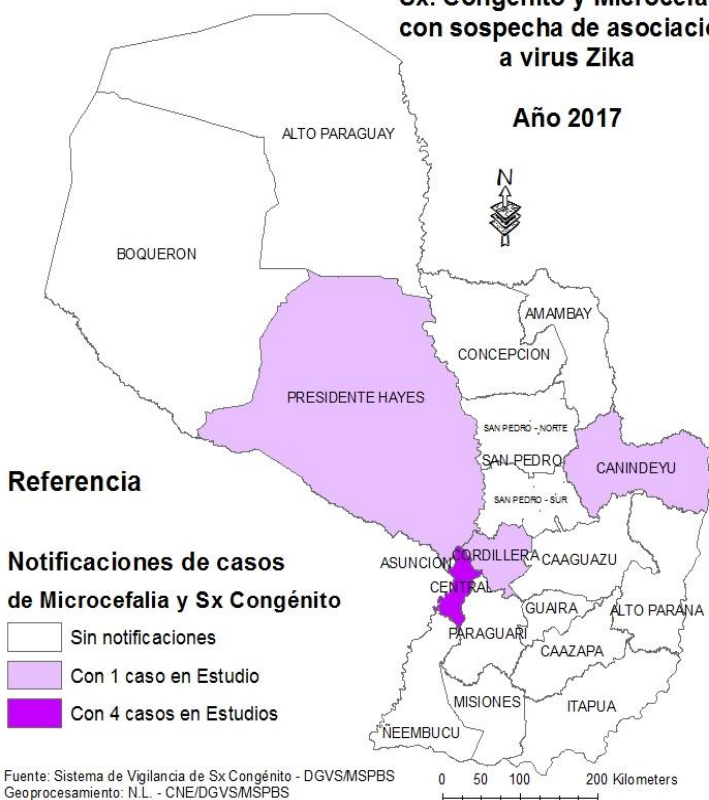 Sx. Congénito y
con sospecha de
a virus Zika
Año 2017
N
ALTO PARAGUAY
BOQUERON
AMAMBAY
CONCEPCION
PRESIDENTE HAYES
SAN PEDRO - NORTE
SAN PEDRO
CANINDEYU
SAN PEDRO - SUR
Referencia
ASUNCION
CORDILLERA
CAAGUAZU
CENTRAL
GUAIRA
ALTO PARANA
PARAGUARI
CAAZAPA
MISIONES
ITAPUA
ÑEEMBUCU
Notificaciones de casos
de Microcefalia y Sx Congénito
Sin notificaciones
Con 1 caso en Estudio
Con 4 casos en Estudios
Fuente: Sistema de Vigilancia de Sx Congénito - DGVS/MSPBS
Geoprocesamiento: N.L. - CNE/DGVS/MSPBS
0 50 100 200 Kilometers